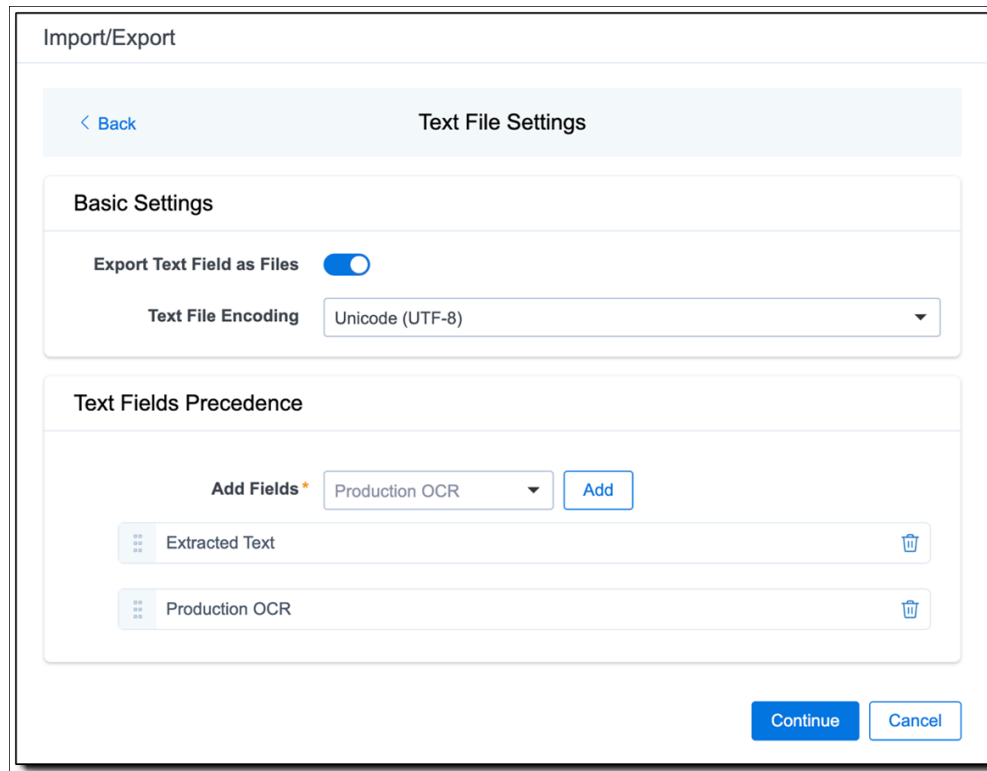 Import/Export
Back
Text File Settings
Basic Settings
Export Text Field as Files
Text File Encoding
Unicode (UTF-8)
Text Fields Precedence
Add Fields*
Production OCR
Add
Extracted Text
Production OCR
Continue
Cancel